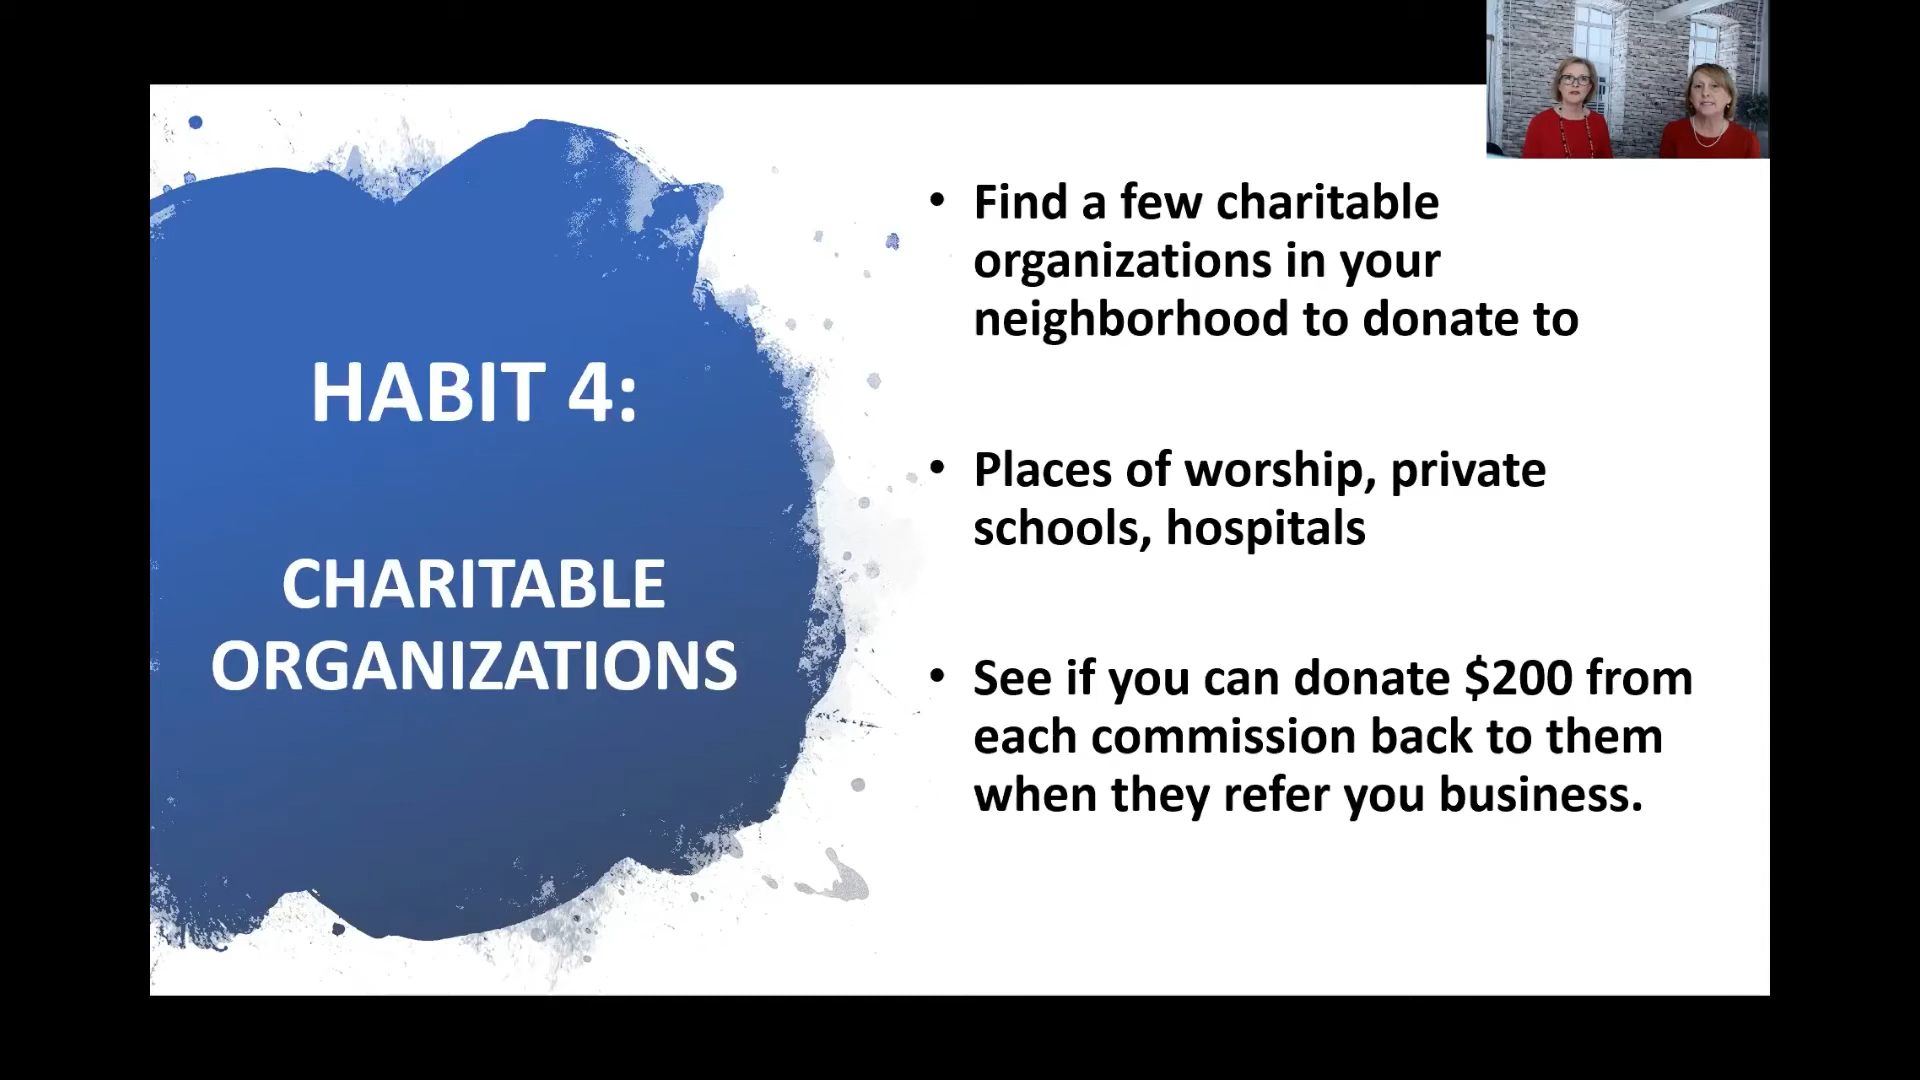 HABIT 4:
CHARITABLE
ORGANIZATIONS
• Find a few charitable
organizations in your
neighborhood to donate to
• Places of worship, private
schools, hospitals
• See if you can donate $200 from
each commission back to them
when they refer you business.